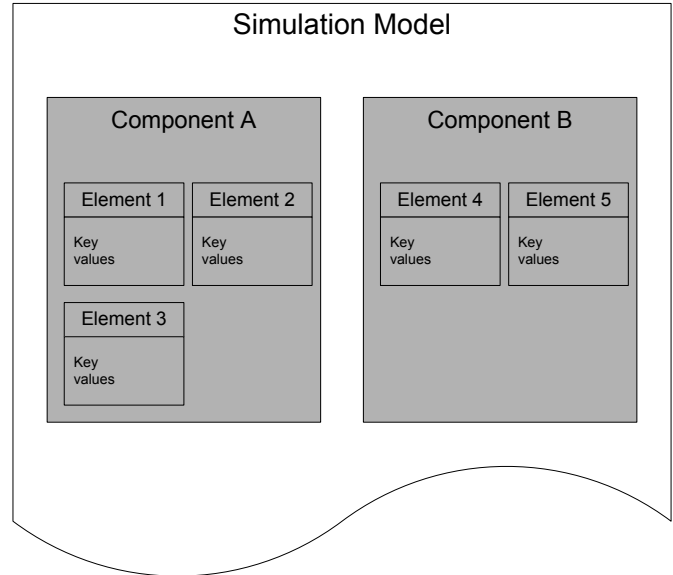 Simulation Model
Component A
Element 1
Key
values
Element 2
Key
values
Element 3
Key
values
Component B
Element 4
Key
values
Element 5
Key
values